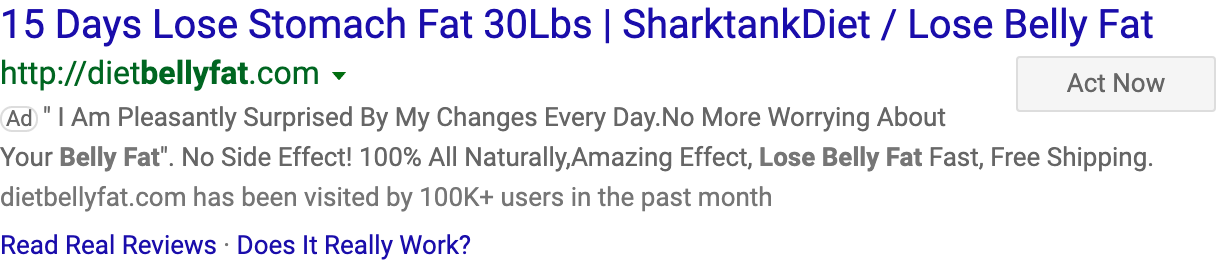 15 Days Lose Stomach Fat 30Lbs | SharktankDiet / Lose Belly Fat
http://dietbellyfat.com
Act Now
Ad " I Am Pleasantly Surprised By My Changes Every Day.No More Worrying About
Your Belly Fat". No Side Effect! 100% All Naturally,Amazing Effect, Lose Belly Fat Fast, Free Shipping.
dietbellyfat.com has been visited by 100K+ users in the past month
Read Real Reviews · Does It Really Work?